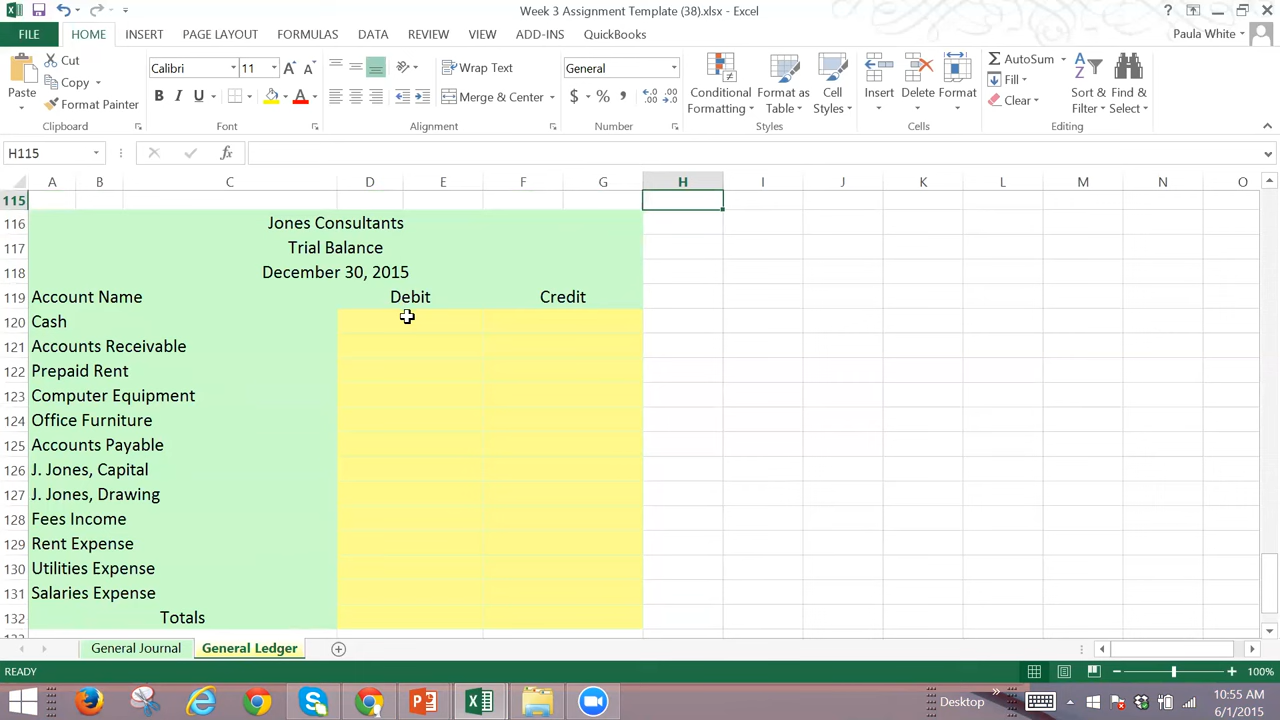 Week 3 Assignment Template (38).xlsx - Excel
FILE HOME INSERT PAGE LAYOUT FORMULAS DATA REVIEW VIEW ADD-INS QuickBooks Paula White
Paste
Cut
Copy
Format Painter
Clipboard
Calibri 11
B I U
Font
Wrap Text
Merge & Center
Alignment
General
$ % ,
Number
Conditional Formatting
Format as Table
Cell Styles
Styles
Insert Delete Format
Cells
AutoSum
Fill
Clear
Sort & Filter
Find & Select
Editing
H115
A B C D E F G H I J K L M N O
115
116 Jones Consultants
117 Trial Balance
118 December 30, 2015
119 Account Name Debit Credit
120 Cash
121 Accounts Receivable
122 Prepaid Rent
123 Computer Equipment
124 Office Furniture
125 Accounts Payable
126 J. Jones, Capital
127 J. Jones, Drawing
128 Fees Income
129 Rent Expense
130 Utilities Expense
131 Salaries Expense
132 Totals
General Journal General Ledger
READY 100%
Desktop 10:55 AM
6/1/2015